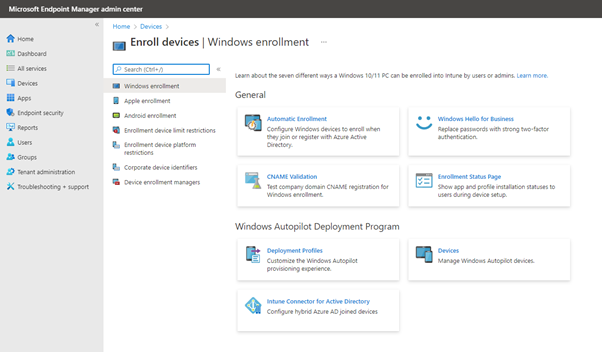 Microsoft Endpoint Manager admin center
«
Home
Dashboard
All services
Devices
Apps
Endpoint security
Reports
Users
Groups
Tenant administration
Troubleshooting + support
Home > Devices >
Enroll devices | Windows enrollment ...
Search (Ctrl+/) «
Windows enrollment
Apple enrollment
Android enrollment
Enrollment device limit restrictions
Enrollment device platform
restrictions
Corporate device identifiers
Device enrollment managers
Learn about the seven different ways a Windows 10/11 PC can be enrolled into Intune by users or admins. Learn more.
General
Automatic Enrollment
Configure Windows devices to enroll when
they join or register with Azure Active
Directory.
Windows Hello for Business
Replace passwords with strong two-factor
authentication.
CNAME Validation
Test company domain CNAME registration for
Windows enrollment.
Enrollment Status Page
Show app and profile installation statuses to
users during device setup.
Windows Autopilot Deployment Program
Deployment Profiles
Customize the Windows Autopilot
provisioning experience.
Devices
Manage Windows Autopilot devices.
Intune Connector for Active Directory
Configure hybrid Azure AD joined devices